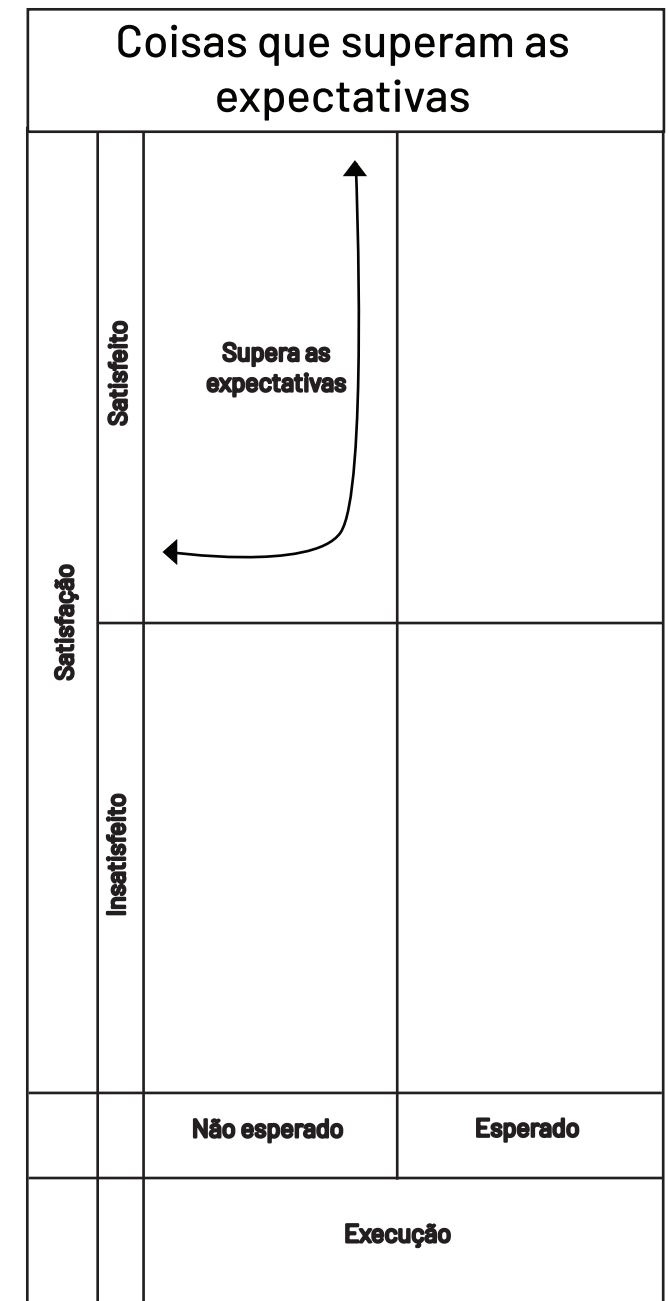 Coisas que superam as
expectativas
Satisfação
Satisfeito
Supera as
expectativas
Insatisfeito
Não esperado
Esperado
Execução